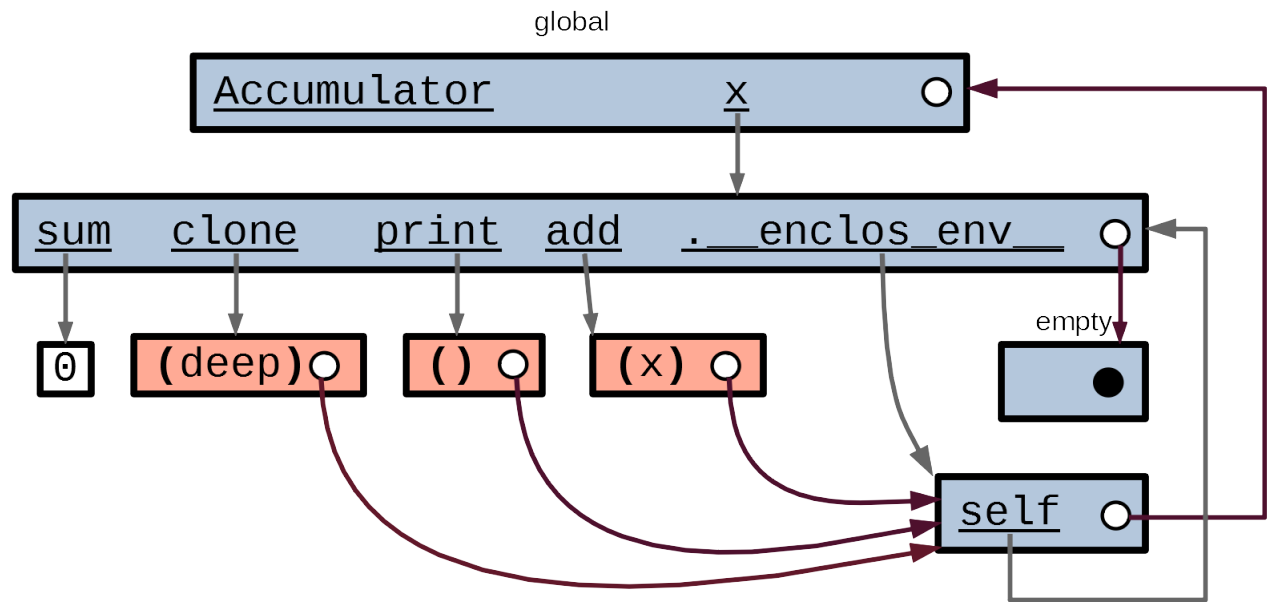 global
Accumulator x
sum clone print add .__enclos_env__
empty
0 (deep) () (x)
self